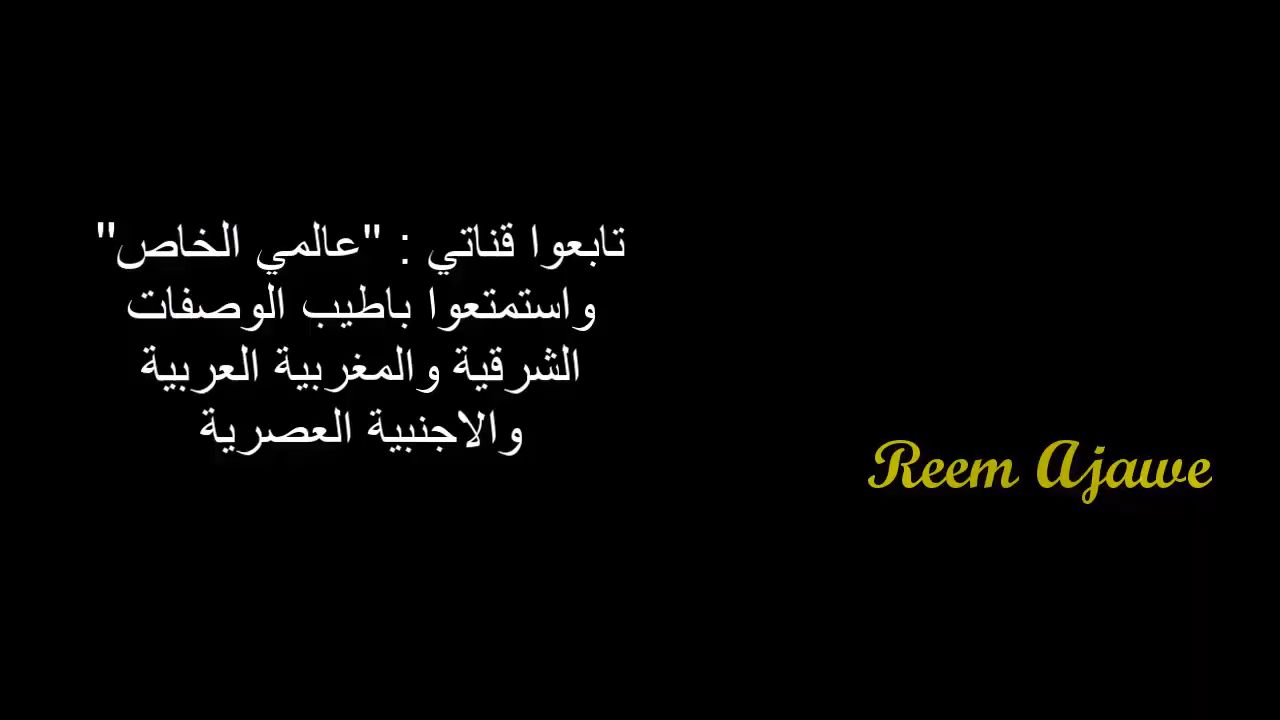 تابعوا قناتي : "عالمي الخاص"
واستمتعوا باطيب الوصفات
الشرقية والمغربية العربية
والاجنبية العصرية
Reem Ajawe